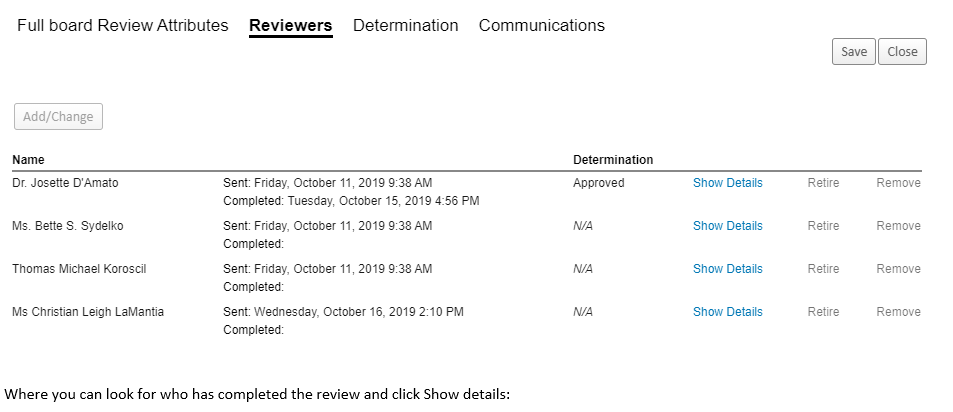 Full board Review Attributes Reviewers Determination Communications
Save Close
Add/Change
Name Determination
Dr. Josette D'Amato Sent: Friday, October 11, 2019 9:38 AM Approved Show Details Retire Remove
Completed: Tuesday, October 15, 2019 4:56 PM
Ms. Bette S. Sydelko Sent: Friday, October 11, 2019 9:38 AM N/A Show Details Retire Remove
Completed:
Thomas Michael Koroscil Sent: Friday, October 11, 2019 9:38 AM N/A Show Details Retire Remove
Completed:
Ms Christian Leigh LaMantia Sent: Wednesday, October 16, 2019 2:10 PM N/A Show Details Retire Remove
Completed:
Where you can look for who has completed the review and click Show details: